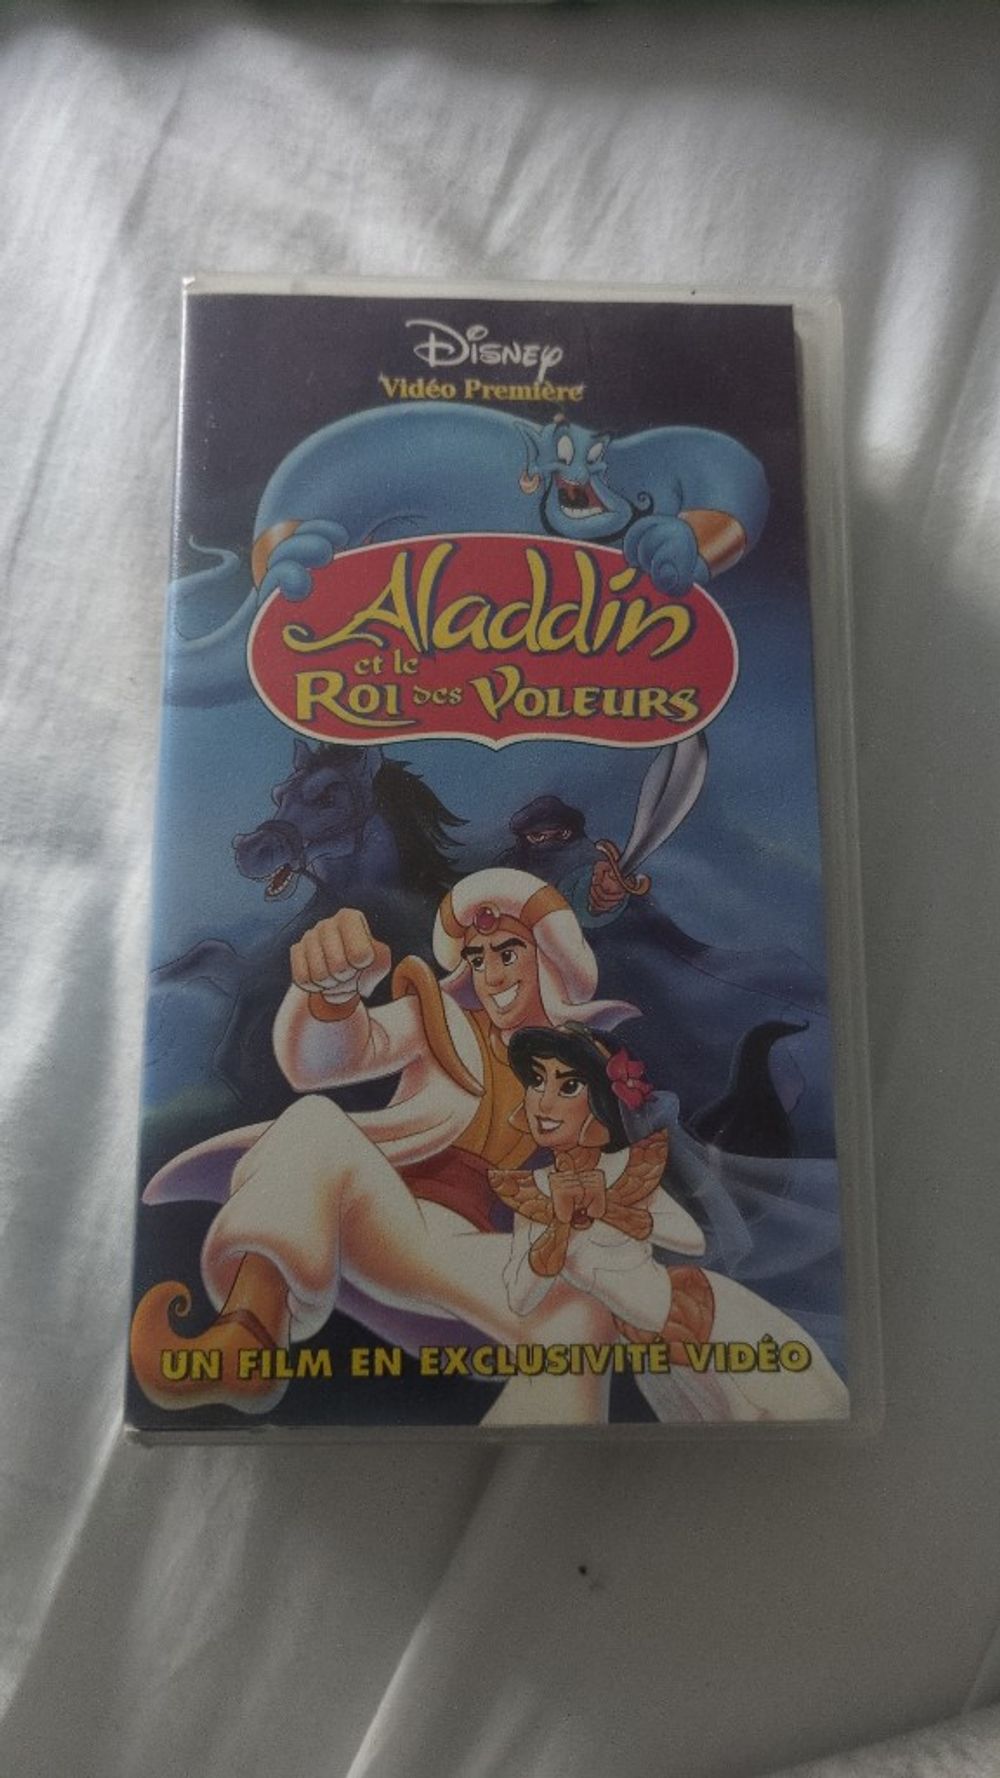 Disney
Vidéo Première
Aladdin
et le
Roi des Voleurs
UN FILM EN EXCLUSIVITÉ VIDÉO